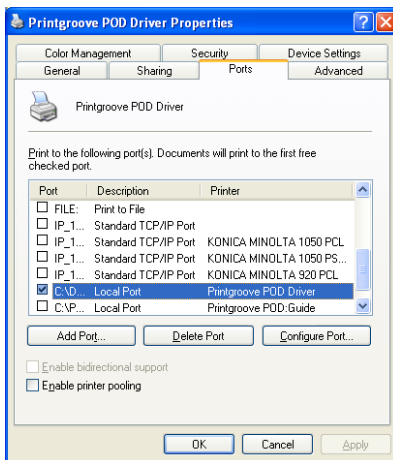 Printgroove POD Driver Properties
Color Management Security Device Settings
General Sharing Ports Advanced
Printgroove POD Driver
Print to the following port(s). Documents will print to the first free
checked port.
Port Description Printer
FILE: Print to File
IP_1... Standard TCP/IP Port
IP_1... Standard TCP/IP Port KONICA MINOLTA 1050 PCL
IP_1... Standard TCP/IP Port KONICA MINOLTA 1050 PS...
IP_1... Standard TCP/IP Port KONICA MINOLTA 920 PCL
C:\D... Local Port Printgroove POD Driver
C:\P... Local Port Printgroove POD:Guide
Add Port... Delete Port Configure Port...
Enable bidirectional support
Enable printer pooling
OK Cancel Apply